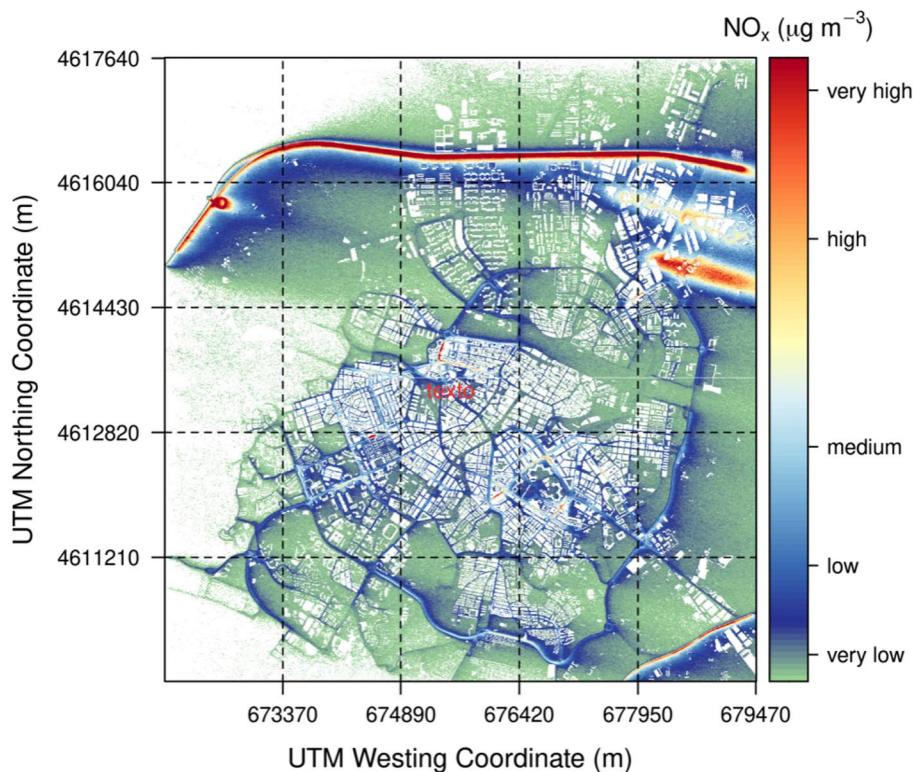 NOₓ (μg m⁻³)
4617640
4616040
4614430
4612820
4611210
UTM Northing Coordinate (m)
texto
very high
high
medium
low
very low
673370 674890 676420 677950 679470
UTM Westing Coordinate (m)